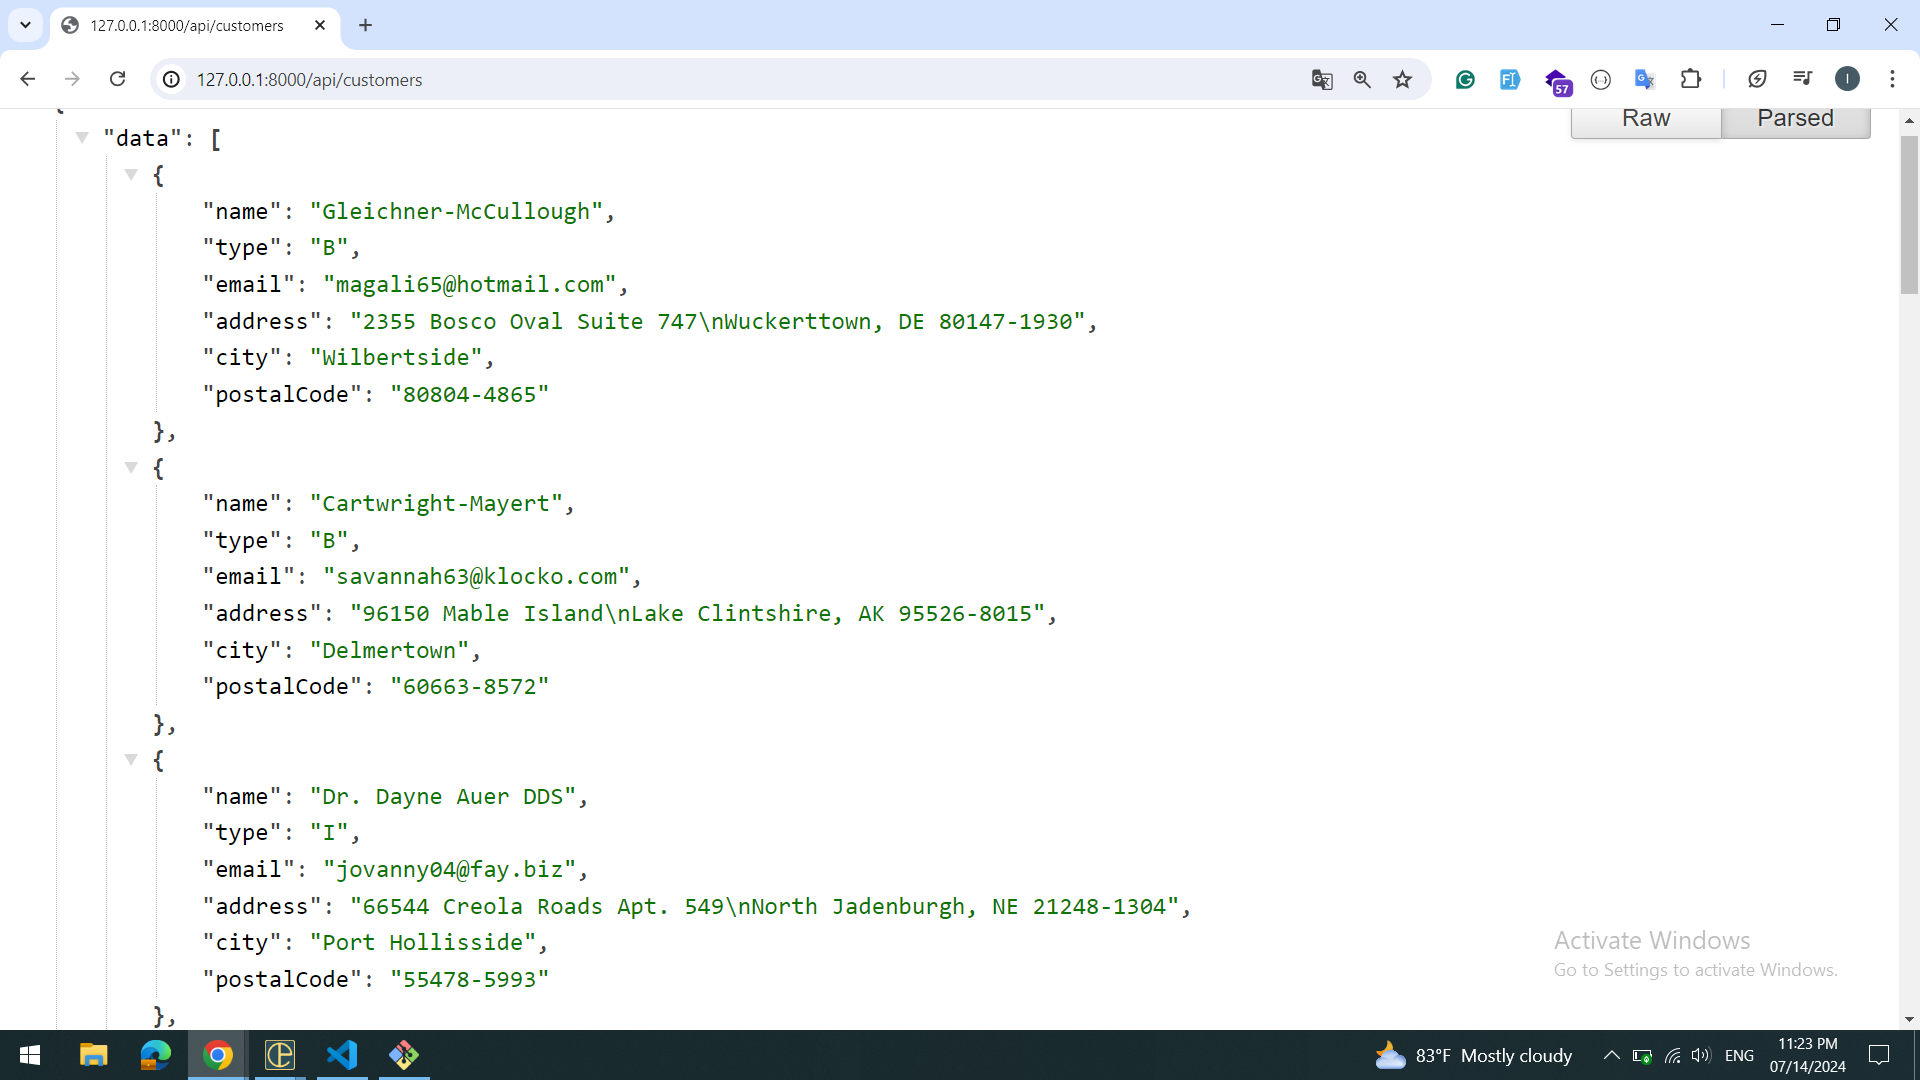 127.0.0.1:8000/api/customers
127.0.0.1:8000/api/customers
57
Raw
Parsed
{
"data": [
{
"name": "Gleichner-McCullough",
"type": "B",
"email": "magali65@hotmail.com",
"address": "2355 Bosco Oval Suite 747\nWuckerttown, DE 80147-1930",
"city": "Wilbertside",
"postalCode": "80804-4865"
},
{
"name": "Cartwright-Mayert",
"type": "B",
"email": "savannah63@klocko.com",
"address": "96150 Mable Island\nLake Clintshire, AK 95526-8015",
"city": "Delmertown",
"postalCode": "60663-8572"
},
{
"name": "Dr. Dayne Auer DDS",
"type": "I",
"email": "jovanny04@fay.biz",
"address": "66544 Creola Roads Apt. 549\nNorth Jadenburgh, NE 21248-1304",
"city": "Port Hollisside",
"postalCode": "55478-5993"
},
Activate Windows
Go to Settings to activate Windows.
83°F Mostly cloudy
ENG
11:23 PM
07/14/2024